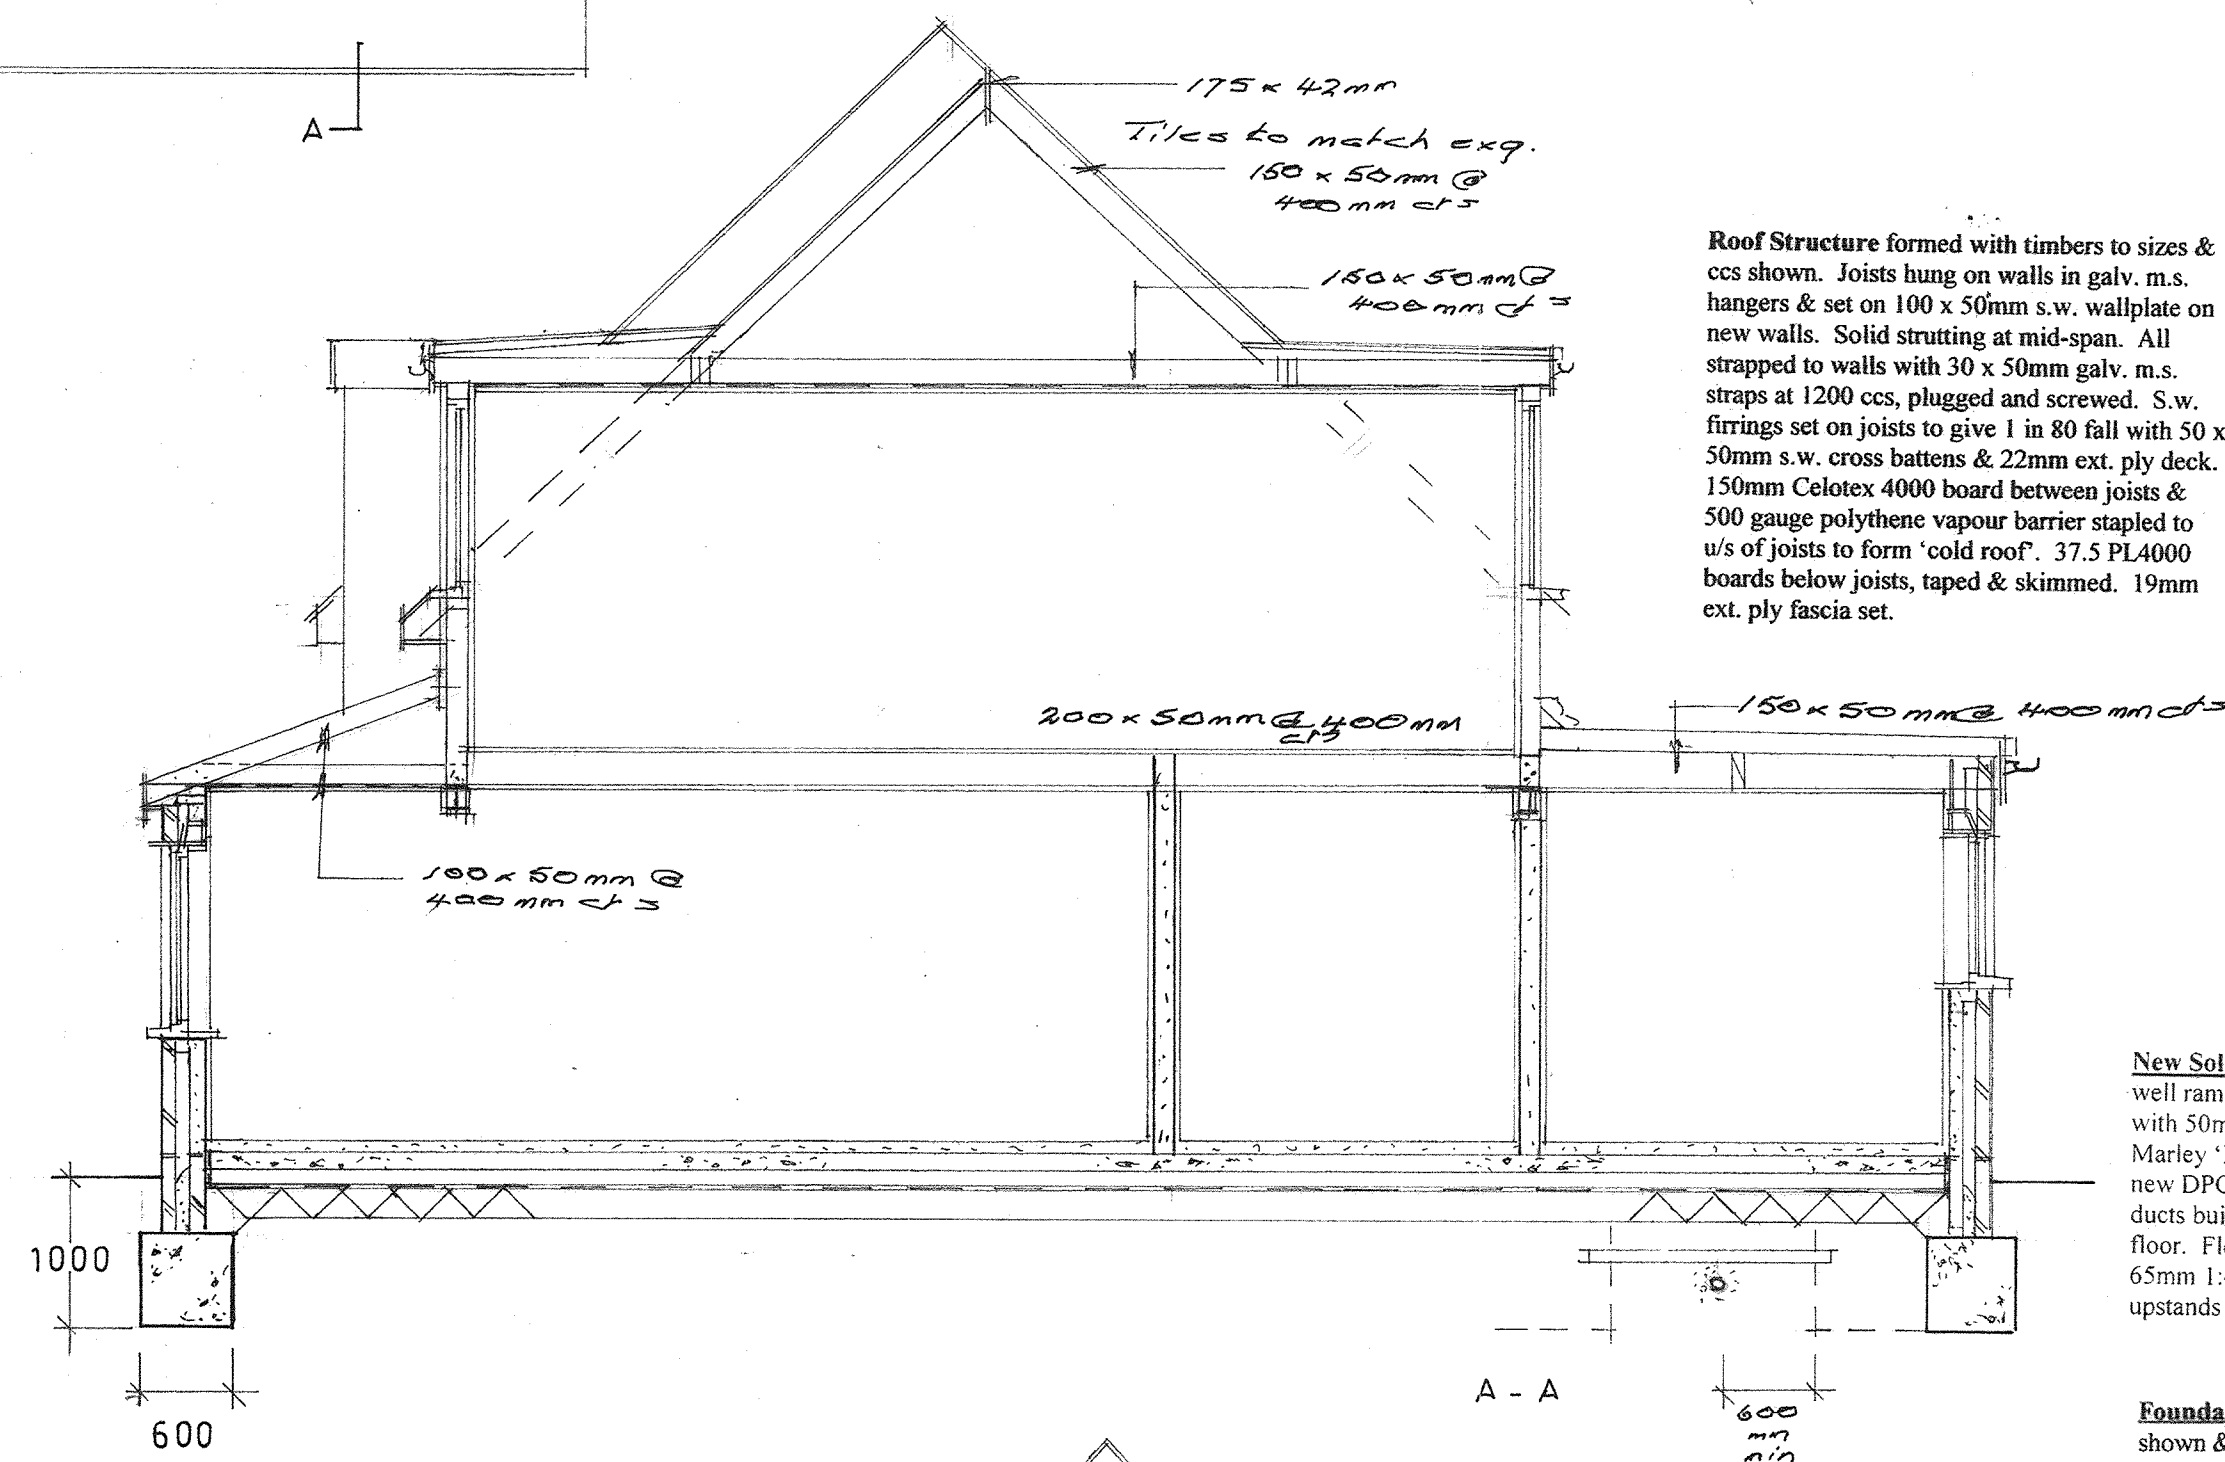 A
175 x 42mm
Tiles to match exg.
150 x 50mm @
400mm crs
150 x 50mm @
400mm crs
Roof Structure formed with timbers to sizes &
ccs shown. Joists hung on walls in galv. m.s.
hangers & set on 100 x 50mm s.w. wallplate on
new walls. Solid strutting at mid-span. All
strapped to walls with 30 x 50mm galv. m.s.
straps at 1200 ccs, plugged and screwed. S.w.
firrings set on joists to give 1 in 80 fall with 50 x
50mm s.w. cross battens & 22mm ext. ply deck.
150mm Celotex 4000 board between joists &
500 gauge polythene vapour barrier stapled to
u/s of joists to form ‘cold roof’. 37.5 PL4000
boards below joists, taped & skimmed. 19mm
ext. ply fascia set.
200 x 50mm @ 400mm
crs
150 x 50mm @ 400mm crs
100 x 50mm @
400mm crs
New Sol
well ram
with 50m
Marley ‘
new DPC
ducts bui
floor. Fl
65mm 1:
upstands
1000
600
A - A
600
mm
min
Founda
shown &